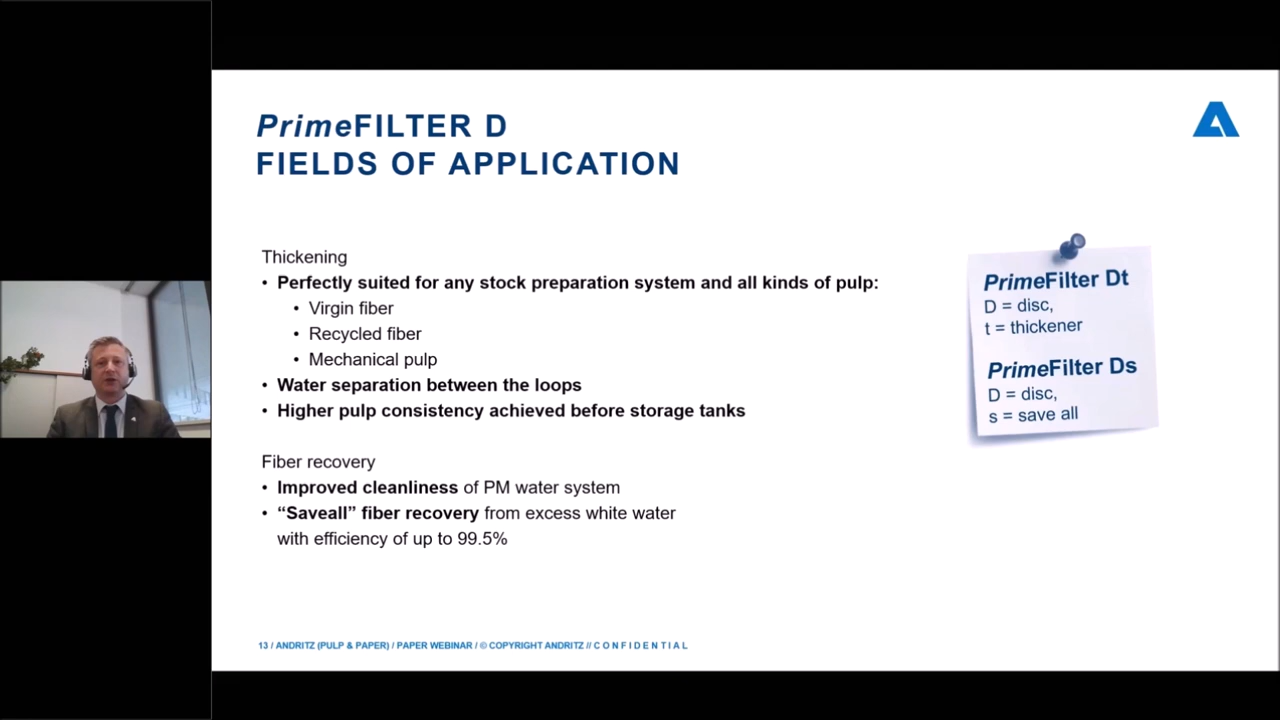 PrimeFILTER D
FIELDS OF APPLICATION
Thickening
• Perfectly suited for any stock preparation system and all kinds of pulp:
• Virgin fiber
• Recycled fiber
• Mechanical pulp
• Water separation between the loops
• Higher pulp consistency achieved before storage tanks
Fiber recovery
• Improved cleanliness of PM water system
• “Saveall” fiber recovery from excess white water
with efficiency of up to 99.5%
PrimeFilter Dt
D = disc,
t = thickener
PrimeFilter Ds
D = disc,
s = save all
13 / ANDRITZ (PULP & PAPER) / PAPER WEBINAR / © COPYRIGHT ANDRITZ // CONFIDENTIAL